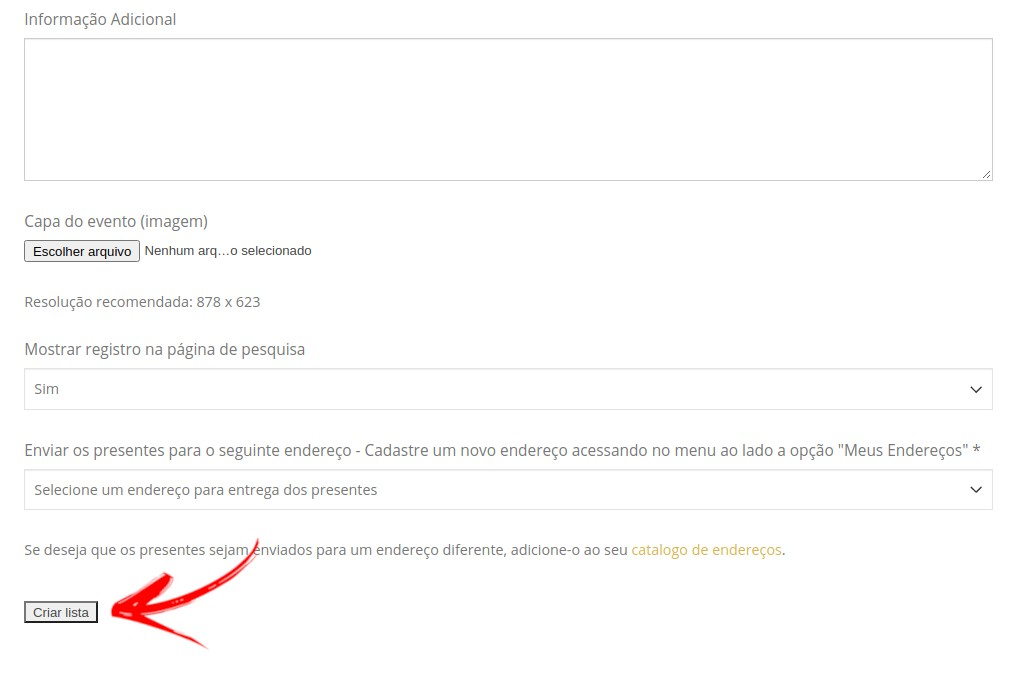 Informação Adicional
Capa do evento (imagem)
Escolher arquivo Nenhum arq...o selecionado
Resolução recomendada: 878 x 623
Mostrar registro na página de pesquisa
Sim
Enviar os presentes para o seguinte endereço - Cadastre um novo endereço acessando no menu ao lado a opção "Meus Endereços" *
Selecione um endereço para entrega dos presentes
Se deseja que os presentes sejam enviados para um endereço diferente, adicione-o ao seu catalogo de endereços.
Criar lista